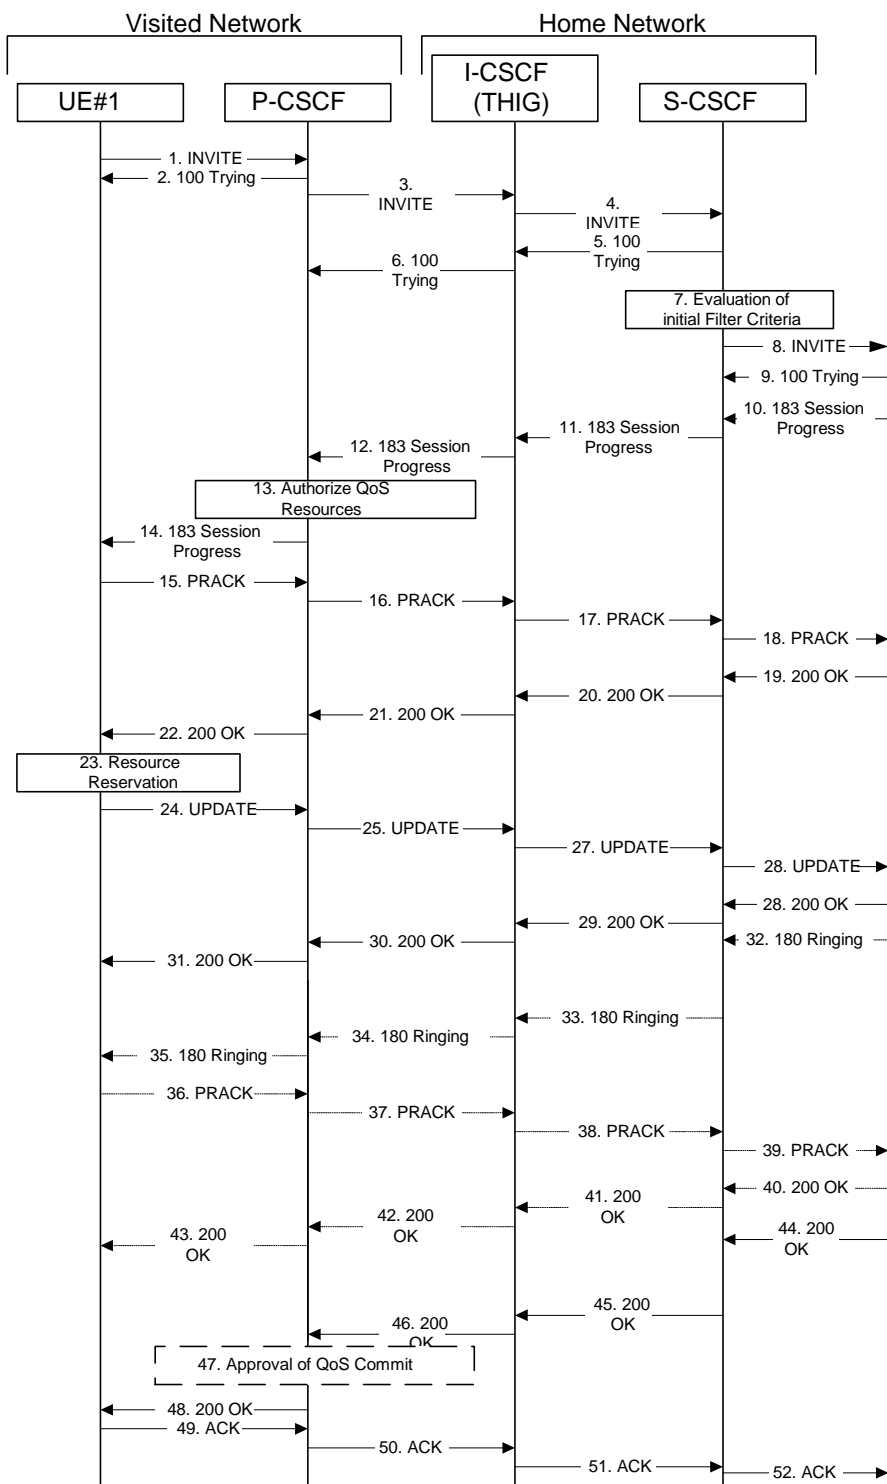 Visited Network
Home Network
UE#1
P-CSCF
I-CSCF
(THIG)
S-CSCF
1. INVITE
2. 100 Trying
3.
INVITE
4.
INVITE
5. 100
Trying
6. 100
Trying
7. Evaluation of
initial Filter Criteria
8. INVITE
9. 100 Trying
10. 183 Session
Progress
11. 183 Session
Progress
12. 183 Session
Progress
13. Authorize QoS
Resources
14. 183 Session
Progress
15. PRACK
16. PRACK
17. PRACK
18. PRACK
19. 200 OK
20. 200 OK
21. 200 OK
22. 200 OK
23. Resource
Reservation
24. UPDATE
25. UPDATE
27. UPDATE
28. UPDATE
28. 200 OK
29. 200 OK
30. 200 OK
32. 180 Ringing
31. 200 OK
33. 180 Ringing
34. 180 Ringing
35. 180 Ringing
36. PRACK
37. PRACK
38. PRACK
39. PRACK
40. 200 OK
41. 200
OK
42. 200
OK
43. 200
OK
44. 200
OK
45. 200
OK
46. 200
OK
47. Approval of QoS Commit
48. 200 OK
49. ACK
50. ACK
51. ACK
52. ACK